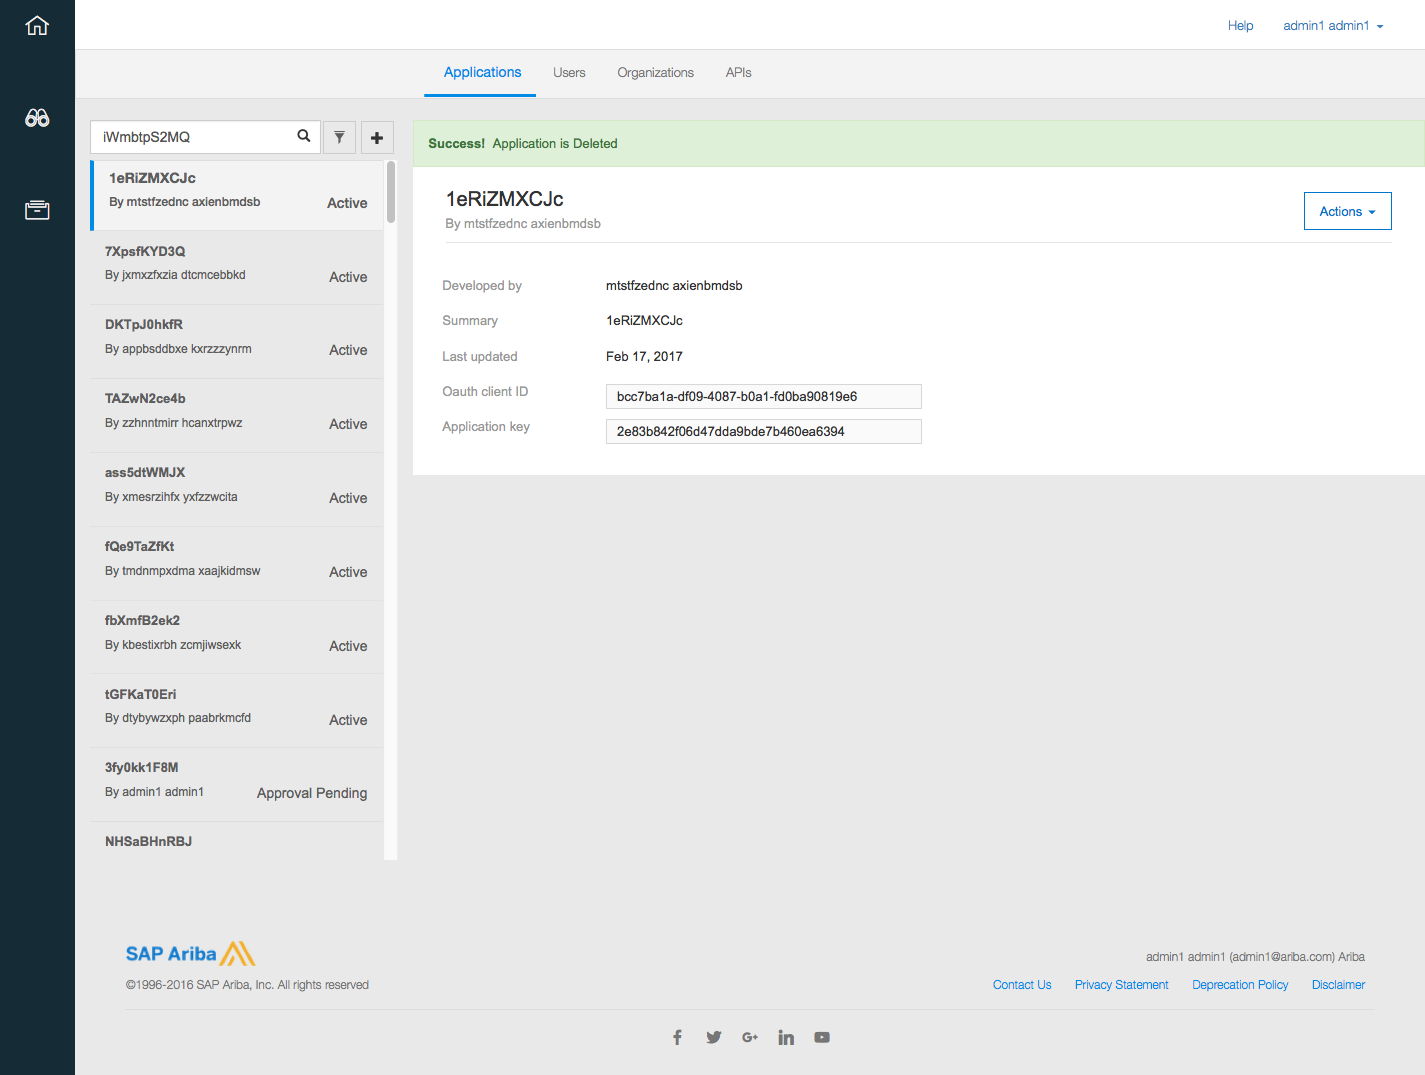 Help admin1 admin1
Applications Users Organizations APIs
iWmbtpS2MQ
Success! Application is Deleted
1eRiZMXCJc
By mtstfzednc axienbmdsb Active
7XpsfKYD3Q
By jxmxzfxzia dtcmcebbkd Active
DKTpJ0hkfR
By appbsddbxe kxrzzzynrm Active
TAZwN2ce4b
By zzhnntmirr hcanxtrpwz Active
ass5dtWMJX
By xmesrzihfx yxfzzwcita Active
fQe9TaZfKt
By tmdnmpxdma xaajkidmsw Active
fbXmfB2ek2
By kbestixrbh zcmjiwsexk Active
tGFKaT0Eri
By dtybywzxph paabrkmcfd Active
3fy0kk1F8M
By admin1 admin1 Approval Pending
NHSaBHnRBJ
1eRiZMXCJc
By mtstfzednc axienbmdsb
Actions
Developed by mtstfzednc axienbmdsb
Summary 1eRiZMXCJc
Last updated Feb 17, 2017
Oauth client ID bcc7ba1a-df09-4087-b0a1-fd0ba90819e6
Application key 2e83b842f06d47dda9bde7b460ea6394
SAP Ariba
©1996-2016 SAP Ariba, Inc. All rights reserved
admin1 admin1 (admin1@ariba.com) Ariba
Contact Us Privacy Statement Deprecation Policy Disclaimer